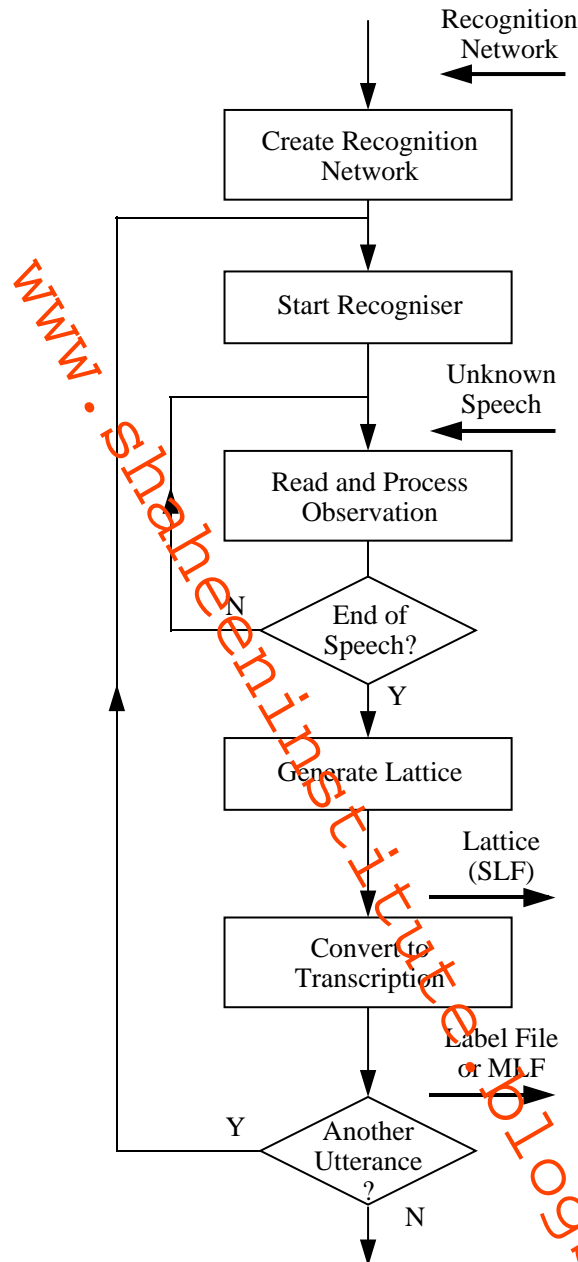 Recognition
Network
Create Recognition
Network
Start Recogniser
Unknown
Speech
Read and Process
Observation
N
End of
Speech?
Y
Generate Lattice
Lattice
(SLF)
Convert to
Transcription
Label File
or MLF
Y
Another
Utterance
?
N
www.shaheeninstitute.blog